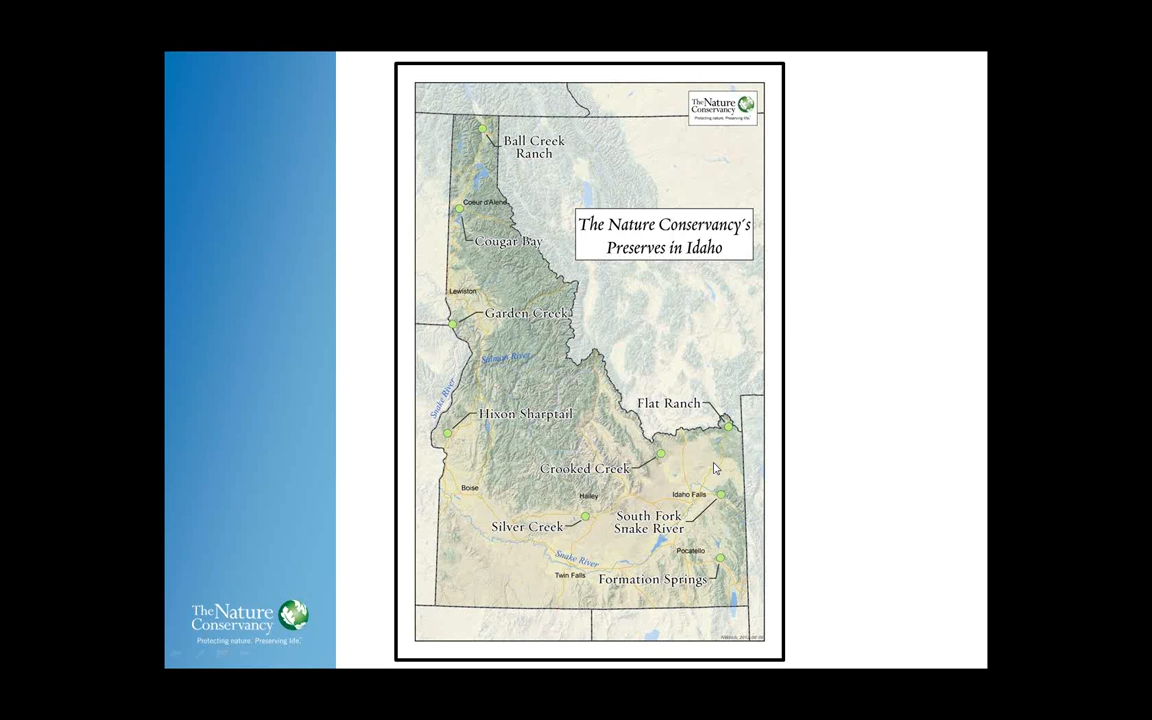 The Nature
Conservancy
Protecting nature. Preserving life.
Ball Creek
Ranch
Coeur d'Alene
The Nature Conservancy's
Preserves in Idaho
Cougar Bay
Lewiston
Garden Creek
Salmon River
Snake River
Flat Ranch
Hixon Sharptail
Crooked Creek
Boise
Hailey
Idaho Falls
South Fork
Snake River
Silver Creek
Pocatello
Snake River
Twin Falls
Formation Springs
The Nature
Conservancy
Protecting nature. Preserving life.™